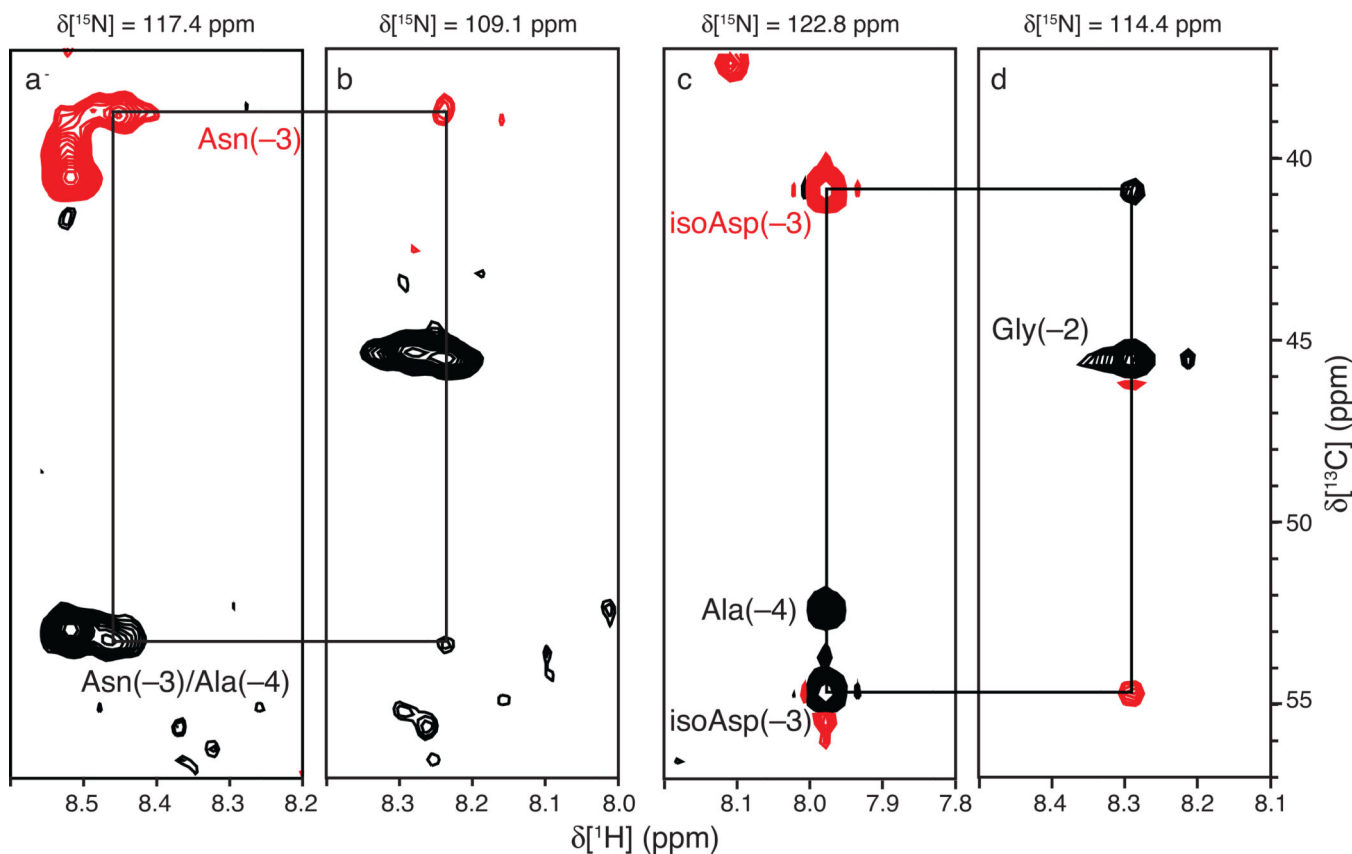 δ[¹⁵N] = 117.4 ppm
δ[¹⁵N] = 109.1 ppm
δ[¹⁵N] = 122.8 ppm
δ[¹⁵N] = 114.4 ppm
a
b
c
d
Asn(–3)
isoAsp(–3)
Gly(–2)
Ala(–4)
Asn(–3)/Ala(–4)
isoAsp(–3)
40
45
50
55
δ[¹³C] (ppm)
8.5 8.4 8.3 8.2
8.3 8.2 8.1 8.0
8.1 8.0 7.9 7.8
8.4 8.3 8.2 8.1
δ[¹H] (ppm)